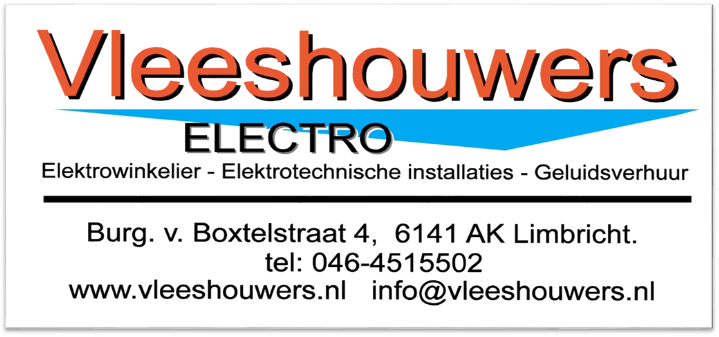 Vleeshouwers
ELECTRO
Elektrowinkelier - Elektrotechnische installaties - Geluidsverhuur
Burg. v. Boxtelstraat 4, 6141 AK Limbricht.
tel: 046-4515502
www.vleeshouwers.nl info@vleeshouwers.nl